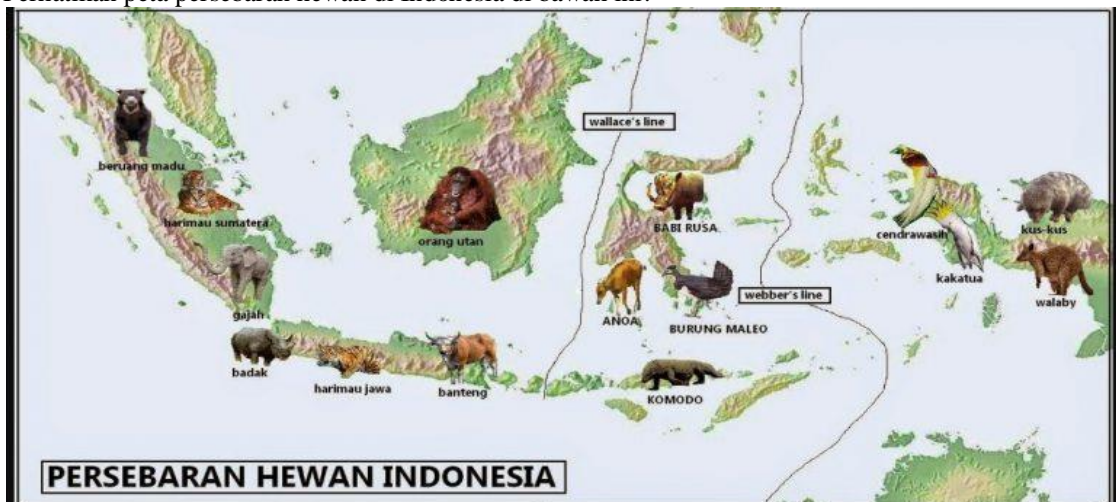 wallace's line
beruang madu
harimau sumatera
orang utan
BABI RUSA
cendrawasih
kus-kus
kakatua
walaby
webber's line
gajah
ANOA
BURUNG MALEO
badak
harimau jawa
banteng
KOMODO
PERSEBARAN HEWAN INDONESIA